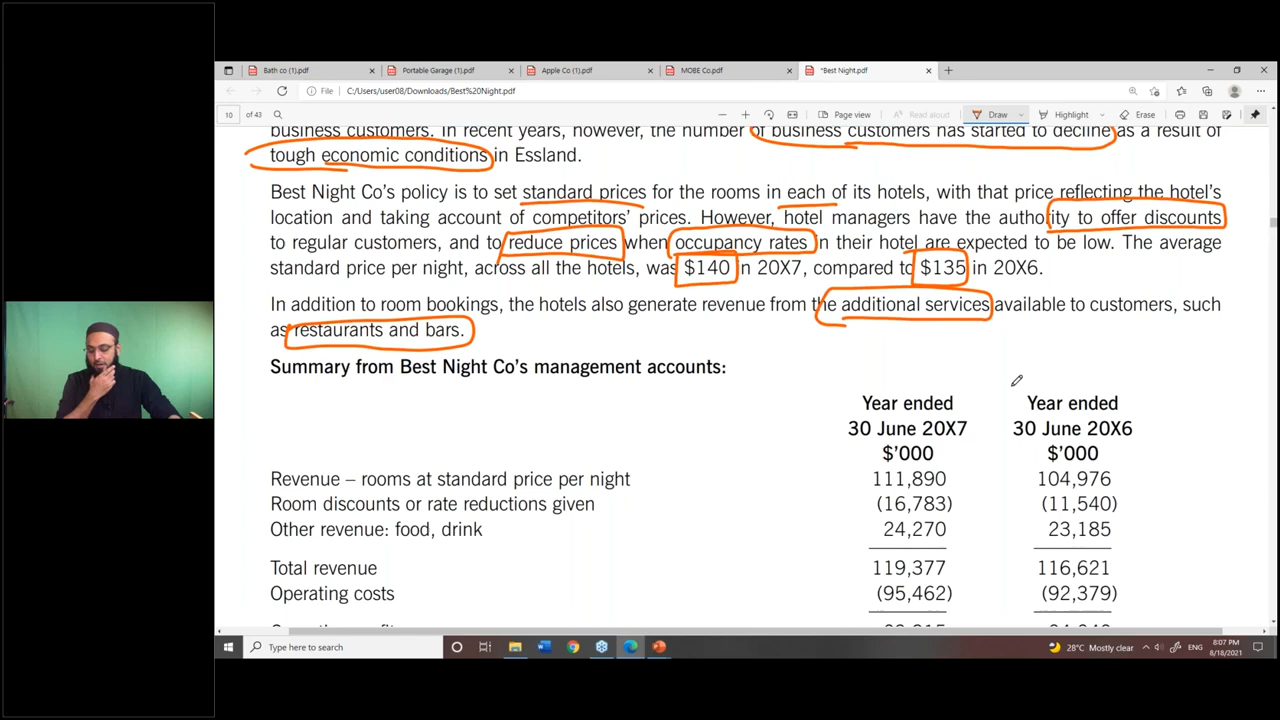 Bath co (1).pdf
Portable Garage (1).pdf
Apple Co (1).pdf
MOBE Co.pdf
*Best Night.pdf
File C:/Users/user08/Downloads/Best%20Night.pdf
10 of 43
Page view
Read aloud
Draw
Highlight
Erase
business customers. In recent years, however, the number of business customers has started to decline as a result of
tough economic conditions in Essland.
Best Night Co's policy is to set standard prices for the rooms in each of its hotels, with that price reflecting the hotel's
location and taking account of competitors' prices. However, hotel managers have the authority to offer discounts
to regular customers, and to reduce prices when occupancy rates in their hotel are expected to be low. The average
standard price per night, across all the hotels, was $140 in 20X7, compared to $135 in 20X6.
In addition to room bookings, the hotels also generate revenue from the additional services available to customers, such
as restaurants and bars.
Summary from Best Night Co's management accounts:
Year ended Year ended
30 June 20X7 30 June 20X6
$'000 $'000
Revenue – rooms at standard price per night 111,890 104,976
Room discounts or rate reductions given (16,783) (11,540)
Other revenue: food, drink 24,270 23,185
Total revenue 119,377 116,621
Operating costs (95,462) (92,379)
Type here to search
28°C Mostly clear
ENG
8:07 PM
8/18/2021